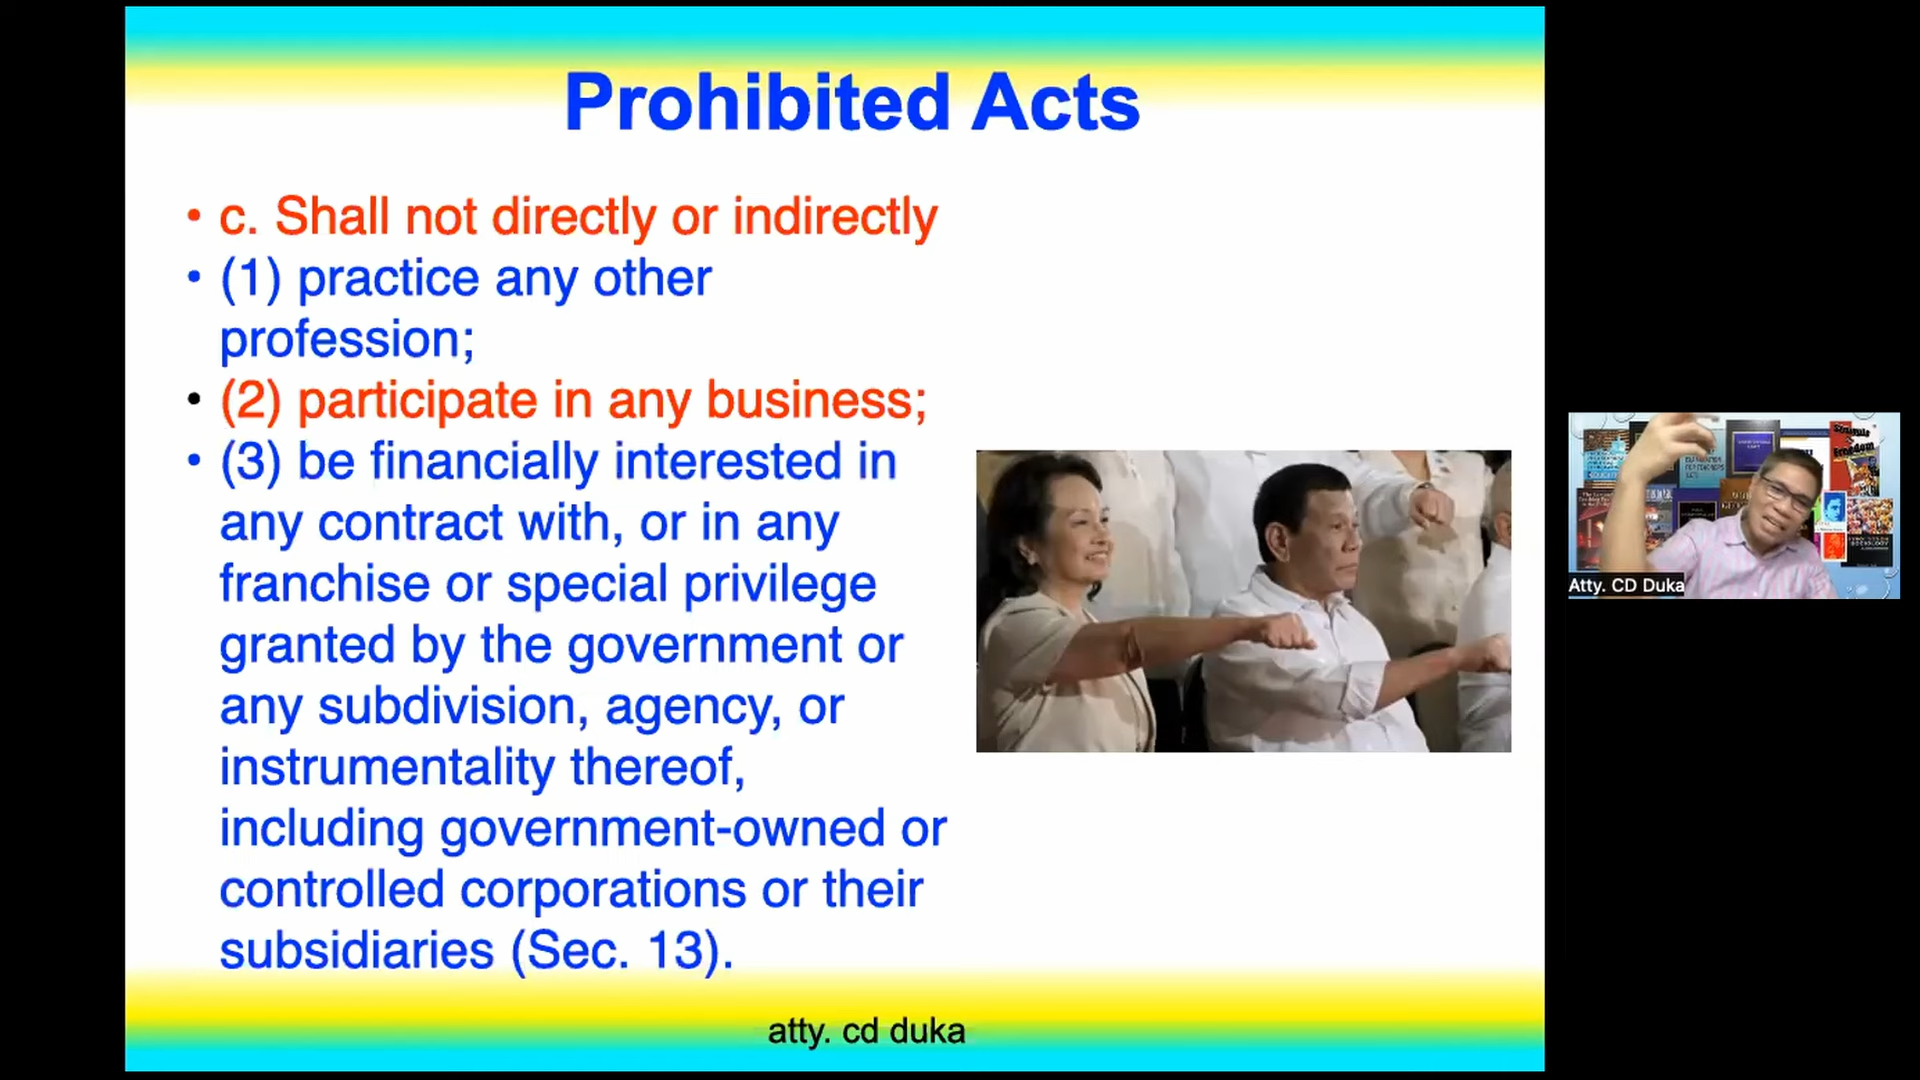 Prohibited Acts
• c. Shall not directly or indirectly
• (1) practice any other
profession;
• (2) participate in any business;
• (3) be financially interested in
any contract with, or in any
franchise or special privilege
granted by the government or
any subdivision, agency, or
instrumentality thereof,
including government-owned or
controlled corporations or their
subsidiaries (Sec. 13).
atty. cd duka
Atty. CD Duka